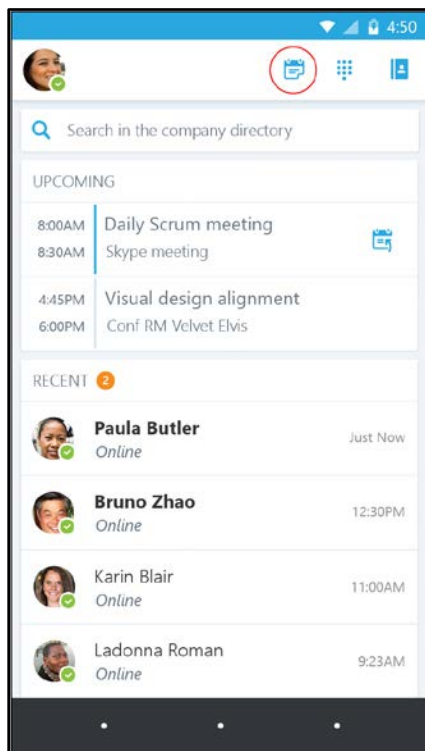 4:50
Search in the company directory
UPCOMING
8:00AM Daily Scrum meeting
8:30AM Skype meeting
4:45PM Visual design alignment
6:00PM Conf RM Velvet Elvis
RECENT 2
Paula Butler
Just Now
Online
Bruno Zhao
12:30PM
Online
Karin Blair
11:00AM
Online
Ladonna Roman
9:23AM
Online